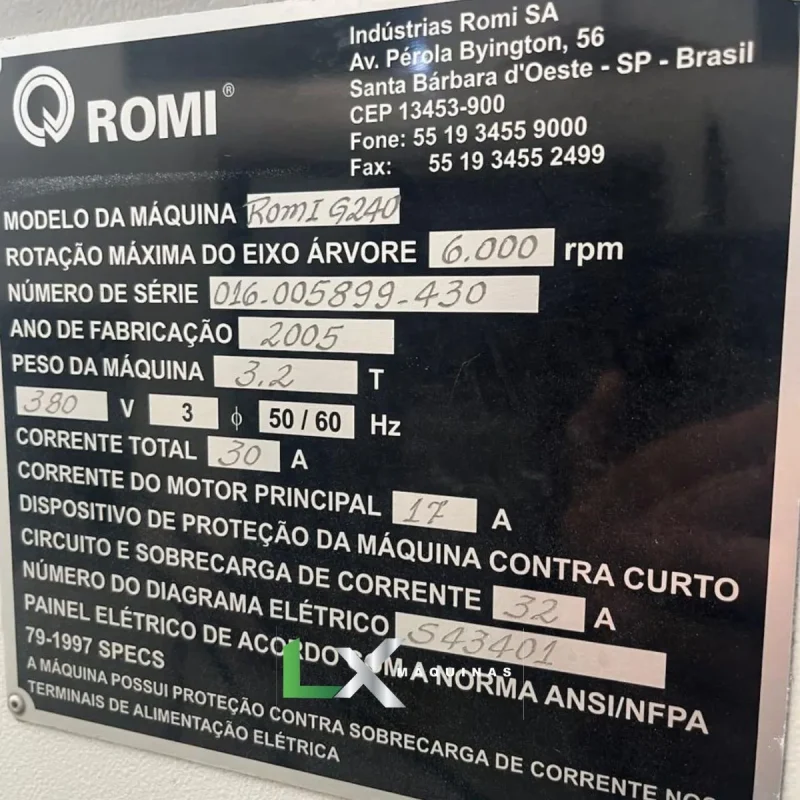 ROMI®
Indústrias Romi SA
Av. Pérola Byington, 56
Santa Bárbara d'Oeste - SP - Brasil
CEP 13453-900
Fone: 55 19 3455 9000
Fax: 55 19 3455 2499
MODELO DA MÁQUINA ROMI G240
ROTAÇÃO MÁXIMA DO EIXO ÁRVORE 6.000 rpm
NÚMERO DE SÉRIE 016-005899-430
ANO DE FABRICAÇÃO 2005
PESO DA MÁQUINA 3.2 T
380 V 3 ϕ 50 / 60 Hz
CORRENTE TOTAL 30 A
CORRENTE DO MOTOR PRINCIPAL 17 A
DISPOSITIVO DE PROTEÇÃO DA MÁQUINA CONTRA CURTO
CIRCUITO E SOBRECARGA DE CORRENTE 32 A
NÚMERO DO DIAGRAMA ELÉTRICO S43401
PAINEL ELÉTRICO DE ACORDO COM A NORMA ANSI/NFPA
79-1997 SPECS
A MÁQUINA POSSUI PROTEÇÃO CONTRA SOBRECARGA DE CORRENTE NOS
TERMINAIS DE ALIMENTAÇÃO ELÉTRICA
LX MÁQUINAS